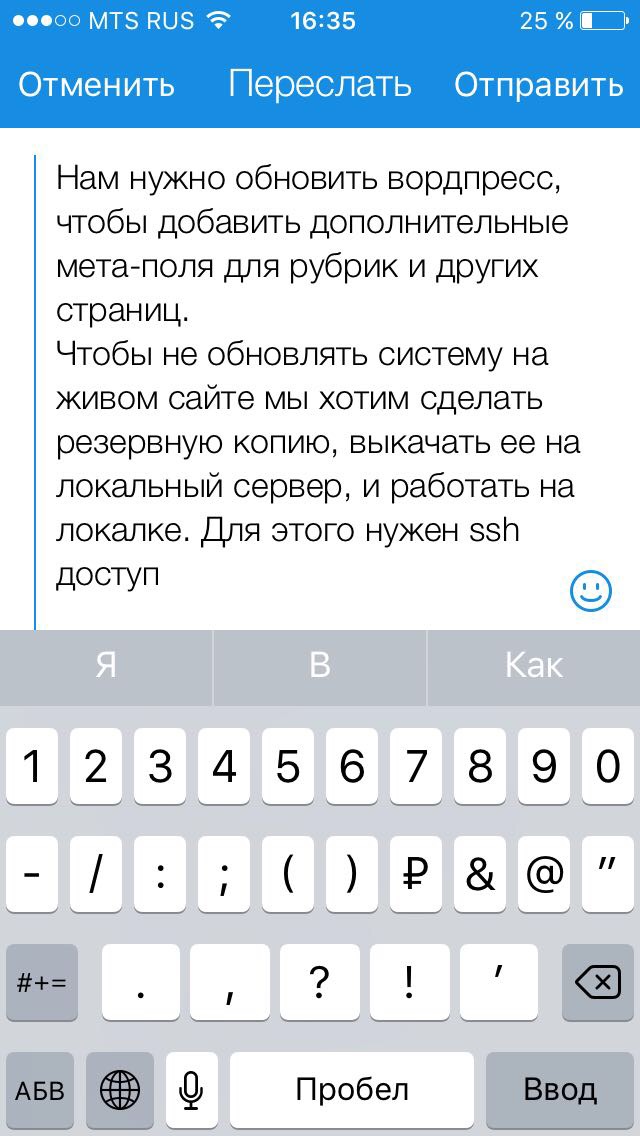 MTS RUS 16:35 25 %
Отменить Переслать Отправить
Нам нужно обновить вордпресс,
чтобы добавить дополнительные
мета-поля для рубрик и других
страниц.
Чтобы не обновлять систему на
живом сайте мы хотим сделать
резервную копию, выкачать ее на
локальный сервер, и работать на
локалке. Для этого нужен ssh
доступ
Я В Как
1 2 3 4 5 6 7 8 9 0
- / : ; ( ) ₽ & @ "
#+= . , ? ! '
АБВ Пробел Ввод